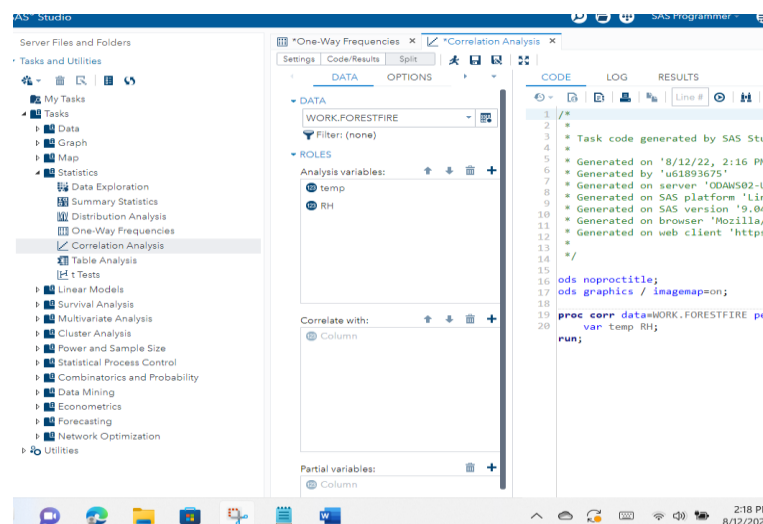 SAS® Studio
SAS Programmer
Server Files and Folders
Tasks and Utilities
My Tasks
Tasks
Data
Graph
Map
Statistics
Data Exploration
Summary Statistics
Distribution Analysis
One-Way Frequencies
Correlation Analysis
Table Analysis
t Tests
Linear Models
Survival Analysis
Multivariate Analysis
Cluster Analysis
Power and Sample Size
Statistical Process Control
Combinatorics and Probability
Data Mining
Econometrics
Forecasting
Network Optimization
Utilities
*One-Way Frequencies × *Correlation Analysis ×
Settings Code/Results Split
DATA OPTIONS
DATA
WORK.FORESTFIRE
Filter: (none)
ROLES
Analysis variables:
temp
RH
Correlate with:
Column
Partial variables:
Column
CODE LOG RESULTS
Line #
1 /*
2 *
3 * Task code generated by SAS Stu
4 *
5 * Generated on '8/12/22, 2:16 PM
6 * Generated by 'u61893675'
7 * Generated on server 'ODAWS02-U
8 * Generated on SAS platform 'Lin
9 * Generated on SAS version '9.04
10 * Generated on browser 'Mozilla/
11 * Generated on web client 'https
12 *
13
14 */
15
16 ods noproctitle;
17 ods graphics / imagemap=on;
18
19 proc corr data=WORK.FORESTFIRE pe
20 var temp RH;
run;
2:18 PM
8/12/202